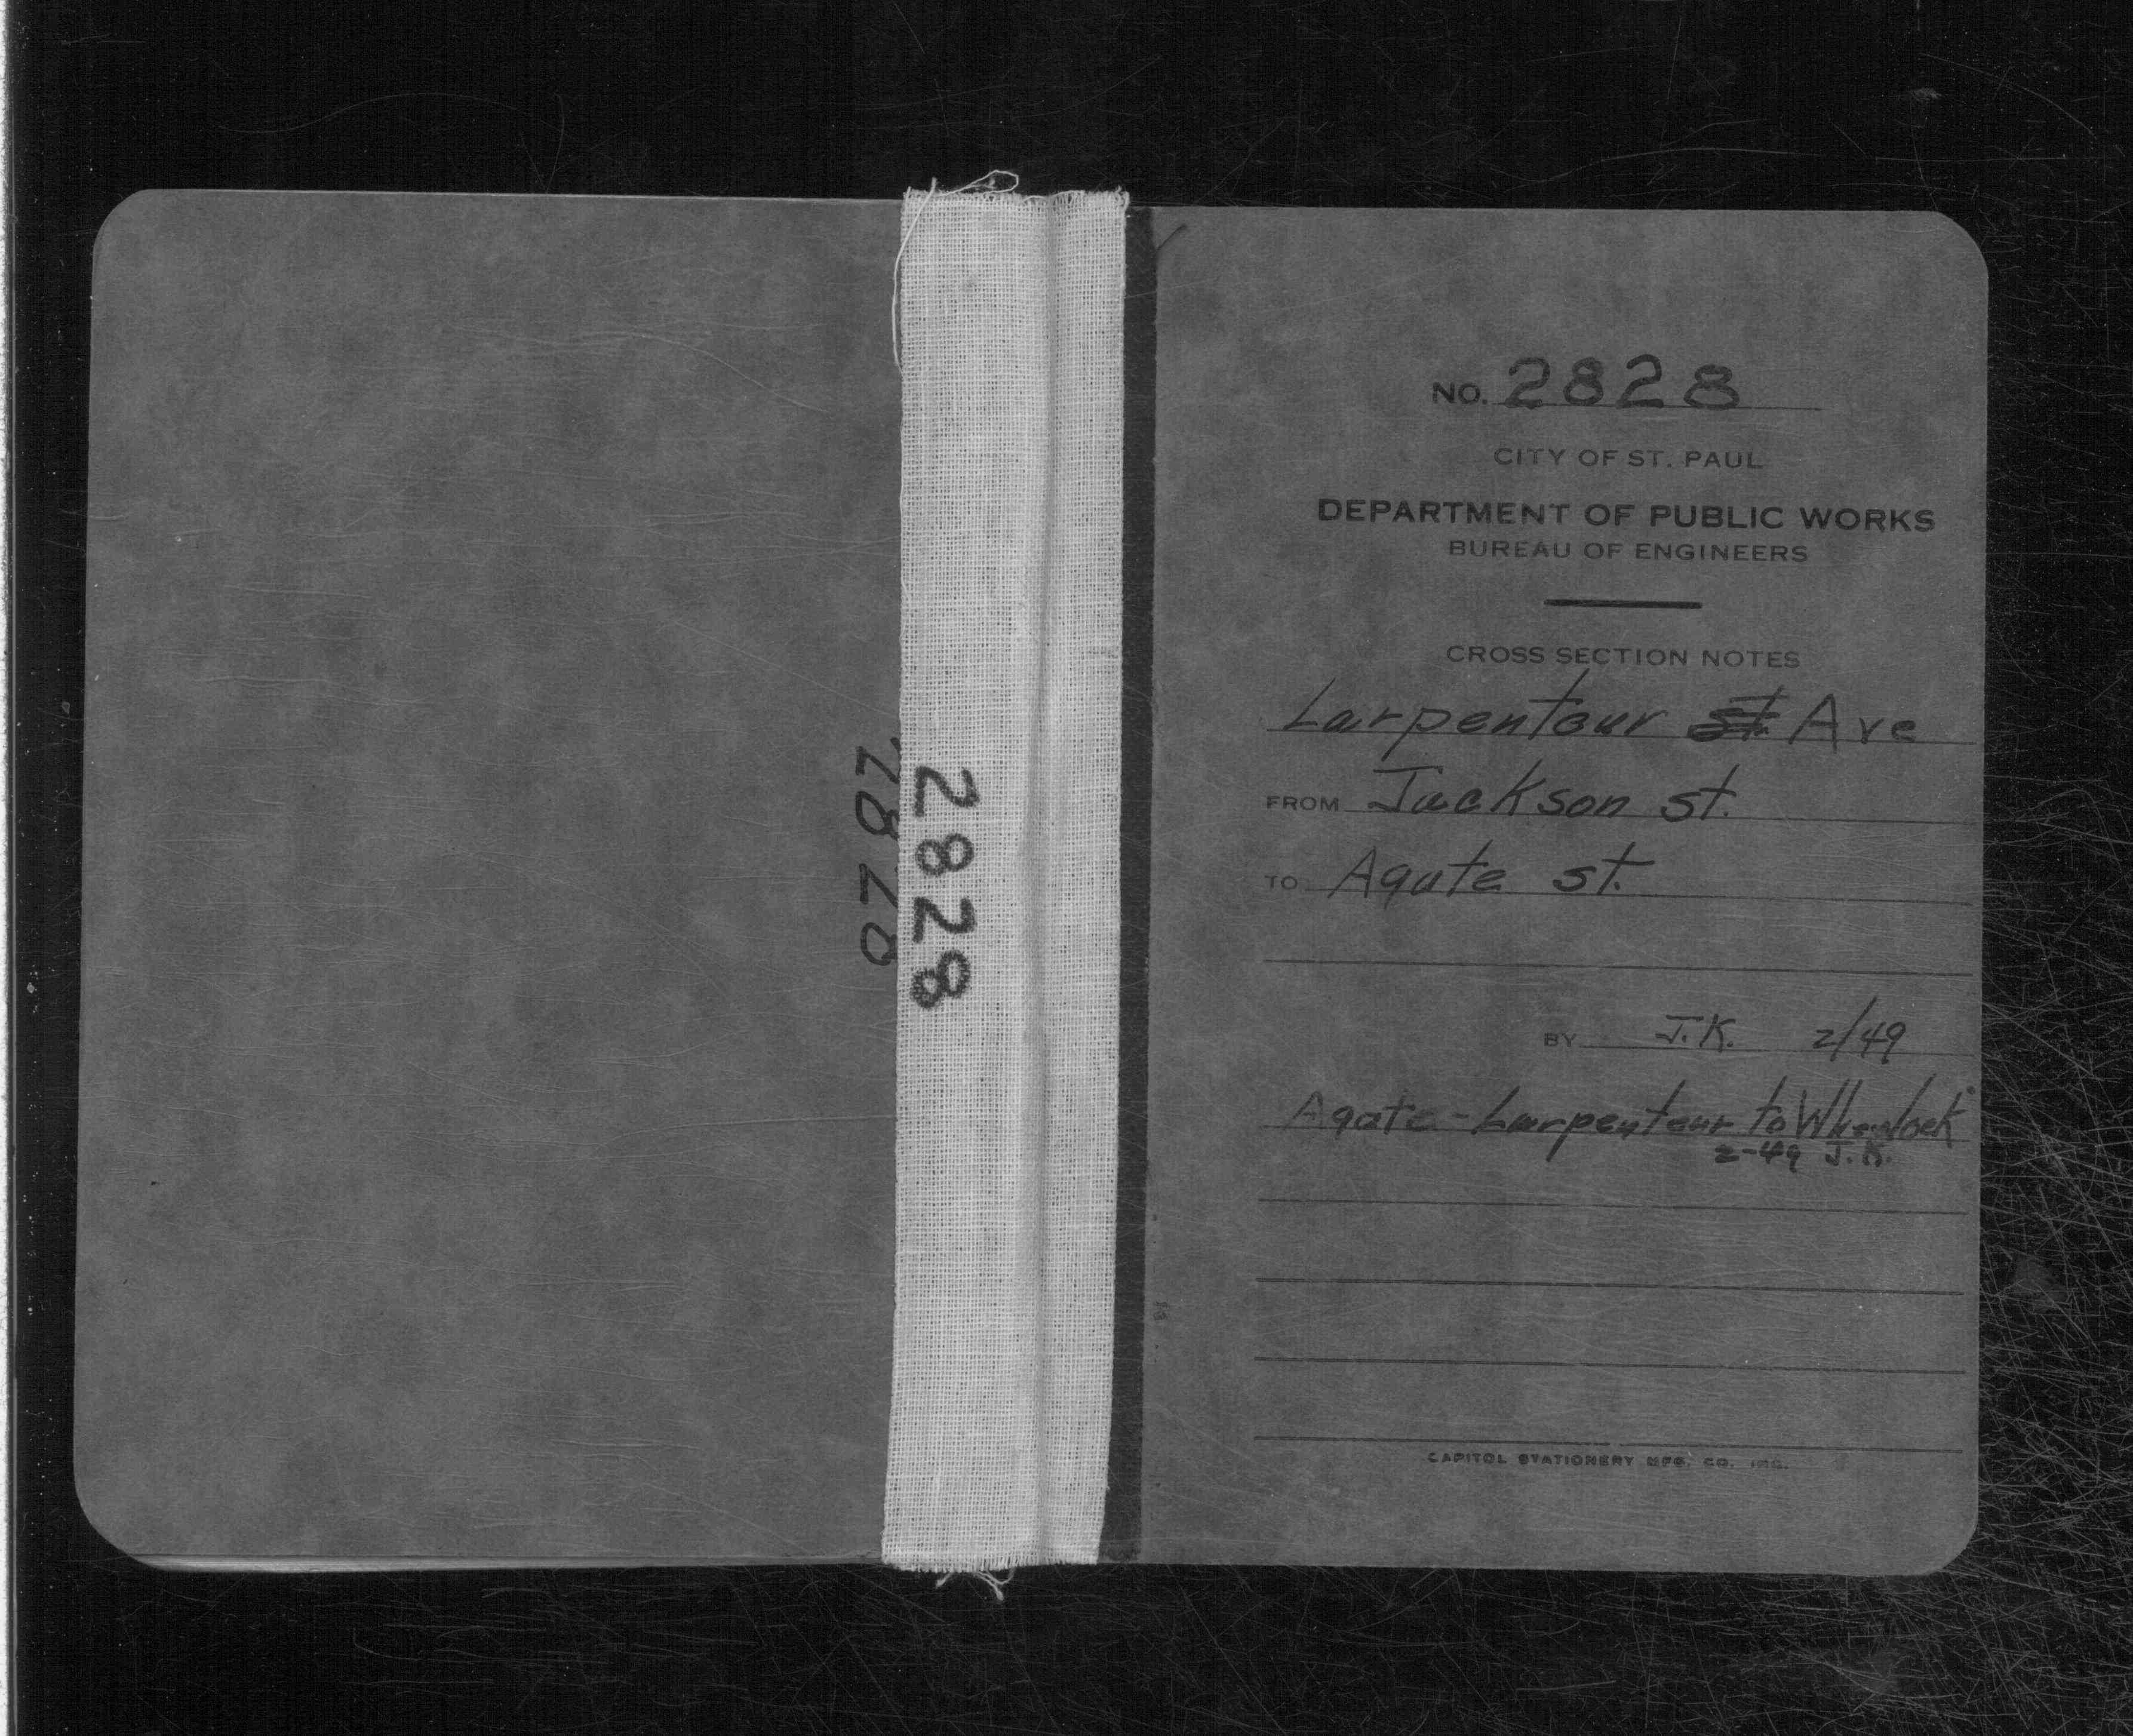 2828
2828
NO. 2828
CITY OF ST. PAUL
DEPARTMENT OF PUBLIC WORKS
BUREAU OF ENGINEERS
CROSS SECTION NOTES
Larpenteur St. Ave
FROM Jackson st.
TO Agate st.
BY J.K. 2/49
Agate - Larpenteur to Wheelock
2-49 J.K.
CAPITOL STATIONERY MFG. CO. INC.